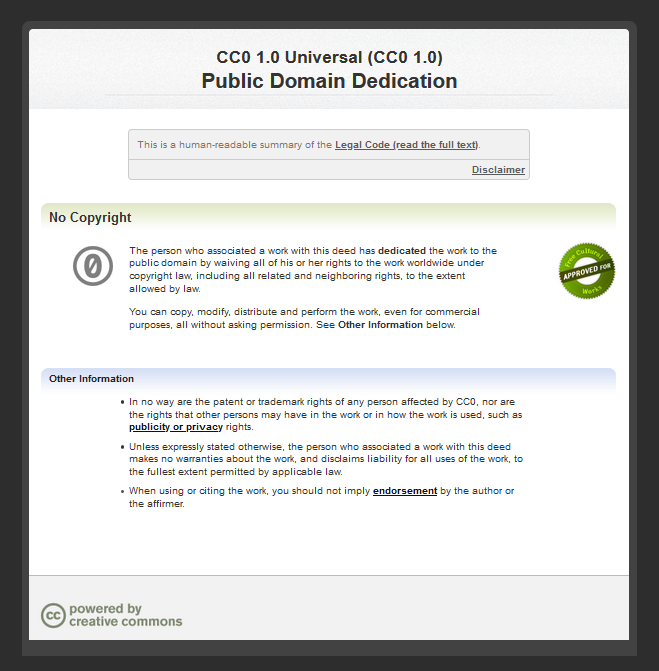 CC0 1.0 Universal (CC0 1.0)
Public Domain Dedication
This is a human-readable summary of the Legal Code (read the full text).
Disclaimer
No Copyright
The person who associated a work with this deed has dedicated the work to the
public domain by waiving all of his or her rights to the work worldwide under
copyright law, including all related and neighboring rights, to the extent
allowed by law.
You can copy, modify, distribute and perform the work, even for commercial
purposes, all without asking permission. See Other Information below.
Free Cultural
APPROVED FOR
Works
Other Information
• In no way are the patent or trademark rights of any person affected by CC0, nor are
the rights that other persons may have in the work or in how the work is used, such as
publicity or privacy rights.
• Unless expressly stated otherwise, the person who associated a work with this deed
makes no warranties about the work, and disclaims liability for all uses of the work, to
the fullest extent permitted by applicable law.
• When using or citing the work, you should not imply endorsement by the author or
the affirmer.
cc powered by
creative commons